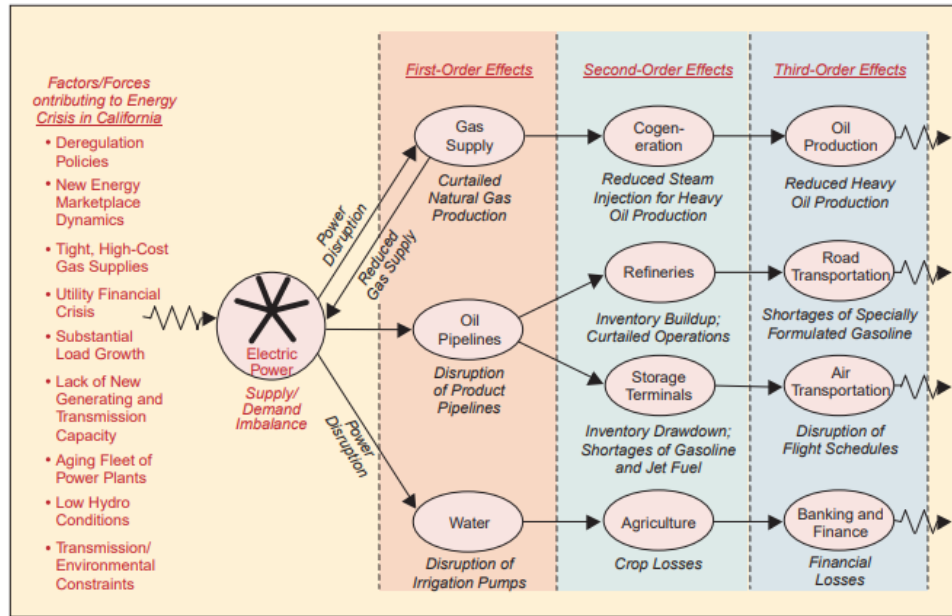 Factors/Forces
ontributing to Energy
Crisis in California
• Deregulation
Policies
• New Energy
Marketplace
Dynamics
• Tight, High-Cost
Gas Supplies
• Utility Financial
Crisis
• Substantial
Load Growth
• Lack of New
Generating and
Transmission
Capacity
• Aging Fleet of
Power Plants
• Low Hydro
Conditions
• Transmission/
Environmental
Constraints
Electric
Power
Supply/
Demand
Imbalance
Power
Disruption
Reduced
Gas Supply
Power
Disruption
First-Order Effects
Gas
Supply
Curtailed
Natural Gas
Production
Oil
Pipelines
Disruption
of Product
Pipelines
Water
Disruption of
Irrigation Pumps
Second-Order Effects
Cogen-
eration
Reduced Steam
Injection for Heavy
Oil Production
Refineries
Inventory Buildup;
Curtailed Operations
Storage
Terminals
Inventory Drawdown;
Shortages of Gasoline
and Jet Fuel
Agriculture
Crop Losses
Third-Order Effects
Oil
Production
Reduced Heavy
Oil Production
Road
Transportation
Shortages of Specially
Formulated Gasoline
Air
Transportation
Disruption of
Flight Schedules
Banking and
Finance
Financial
Losses